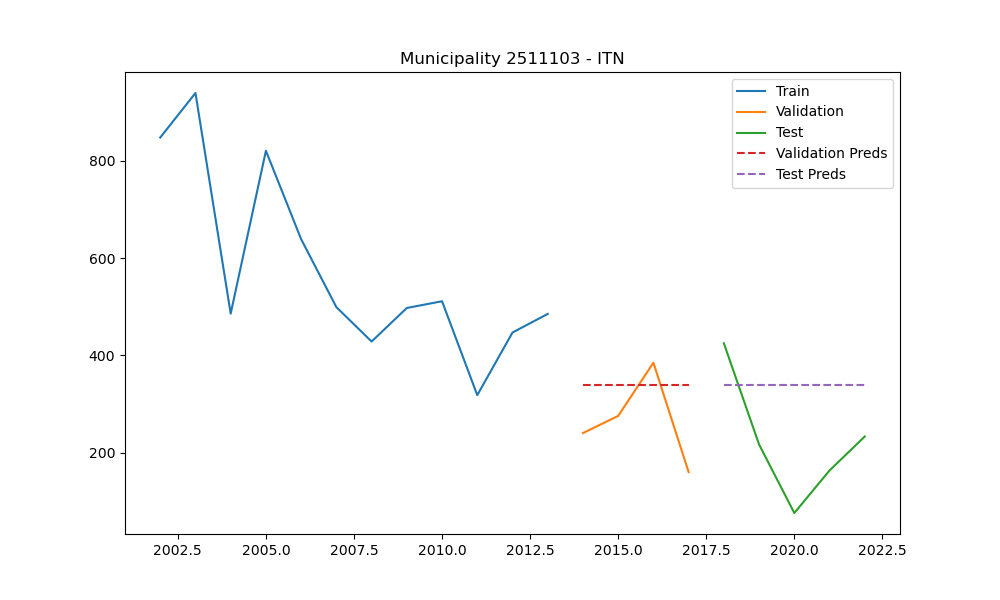 Municipality 2511103 - ITN
Train
Validation
Test
Validation Preds
Test Preds
800
600
400
200
2002.5 2005.0 2007.5 2010.0 2012.5 2015.0 2017.5 2020.0 2022.5